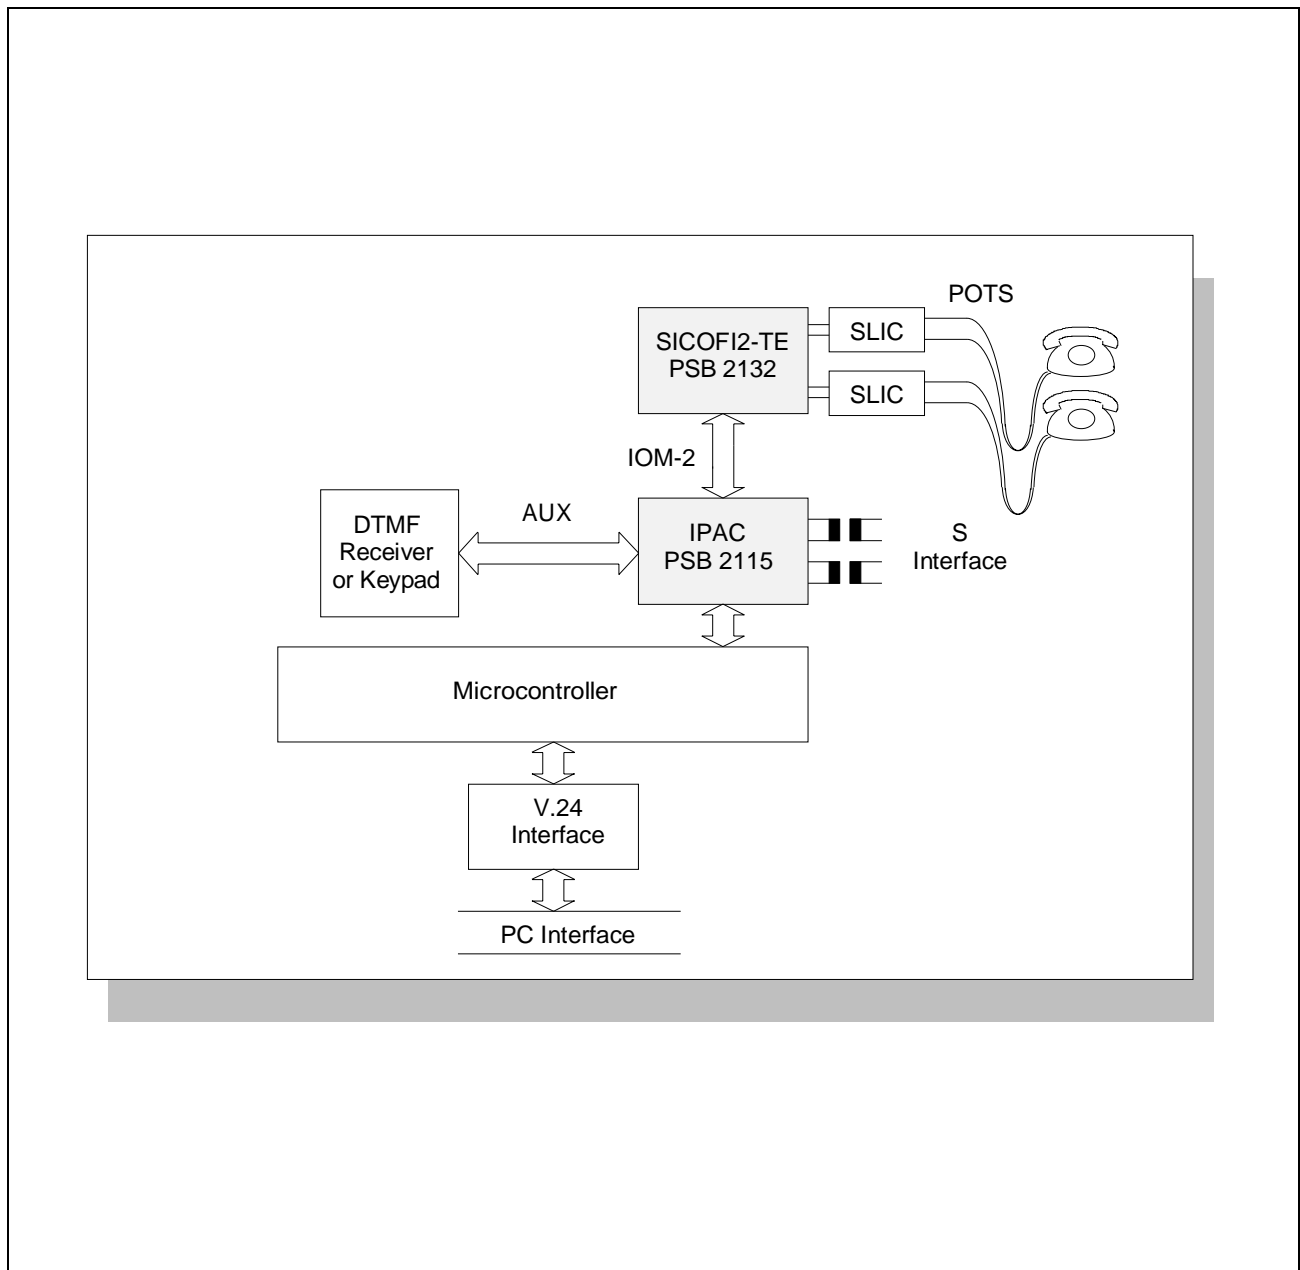 POTS
SICOFI2-TE
PSB 2132
SLIC
SLIC
IOM-2
DTMF
Receiver
or Keypad
AUX
IPAC
PSB 2115
S
Interface
Microcontroller
V.24
Interface
PC Interface